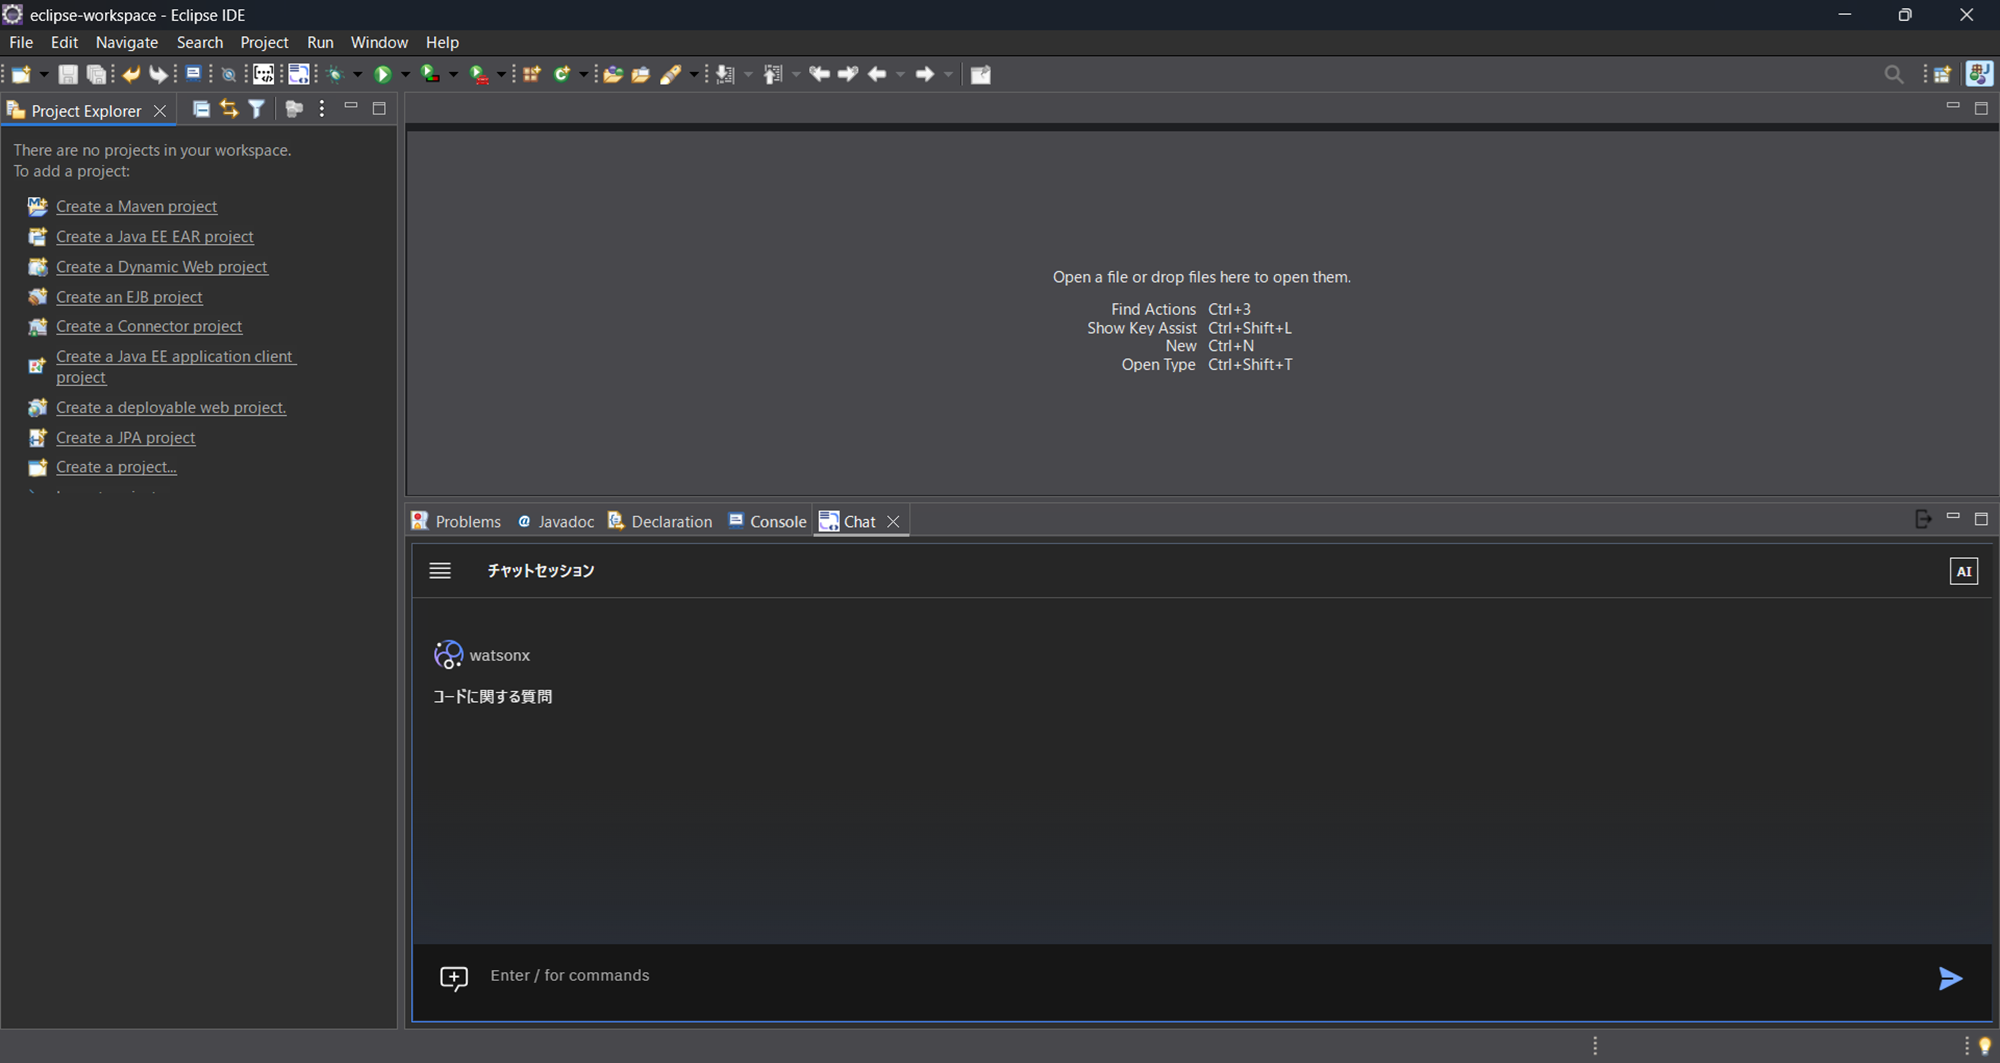 eclipse-workspace - Eclipse IDE
File Edit Navigate Search Project Run Window Help
Project Explorer
There are no projects in your workspace.
To add a project:
Create a Maven project
Create a Java EE EAR project
Create a Dynamic Web project
Create an EJB project
Create a Connector project
Create a Java EE application client
project
Create a deployable web project.
Create a JPA project
Create a project...
Open a file or drop files here to open them.
Find Actions Ctrl+3
Show Key Assist Ctrl+Shift+L
New Ctrl+N
Open Type Ctrl+Shift+T
Problems Javadoc Declaration Console Chat
チャットセッション
AI
watsonx
コードに関する質問
Enter / for commands